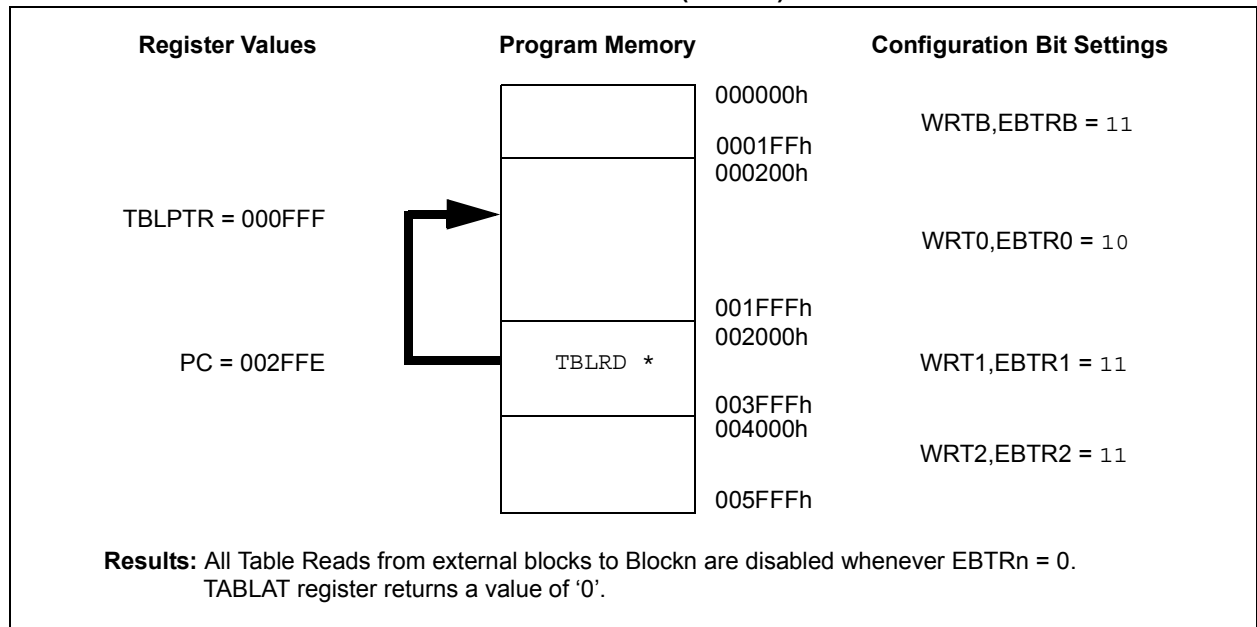 Register Values Program Memory Configuration Bit Settings
000000h
WRTB,EBTRB = 11
0001FFh
000200h
TBLPTR = 000FFF
WRT0,EBTR0 = 10
001FFFh
002000h
PC = 002FFE TBLRD * WRT1,EBTR1 = 11
003FFFh
004000h
WRT2,EBTR2 = 11
005FFFh
Results: All Table Reads from external blocks to Blockn are disabled whenever EBTRn = 0.
TABLAT register returns a value of ‘0’.